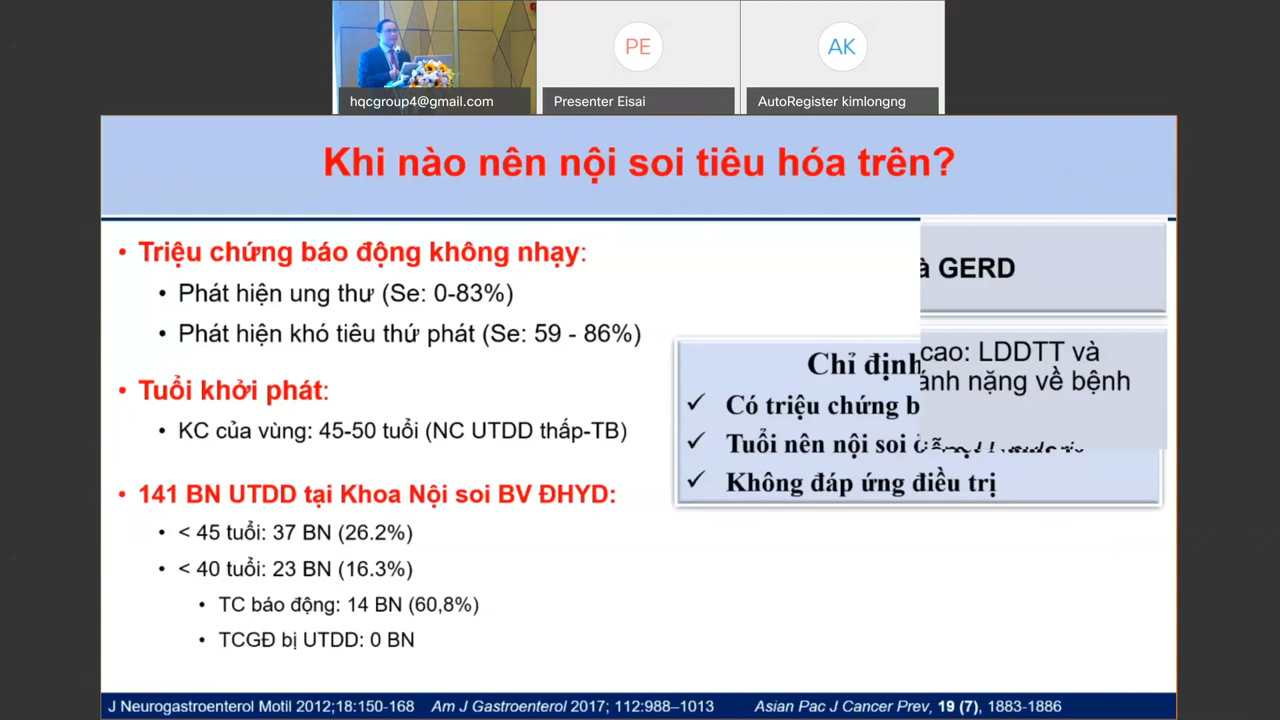 PE
AK
hqcgroup4@gmail.com
Presenter Eisai
AutoRegister kimlongng
Khi nào nên nội soi tiêu hóa trên?
• Triệu chứng báo động không nhạy:
• Phát hiện ung thư (Se: 0-83%)
• Phát hiện khó tiêu thứ phát (Se: 59 - 86%)
• Tuổi khởi phát:
• KC của vùng: 45-50 tuổi (NC UTDD thấp-TB)
• 141 BN UTDD tại Khoa Nội soi BV ĐHYD:
• < 45 tuổi: 37 BN (26.2%)
• < 40 tuổi: 23 BN (16.3%)
• TC báo động: 14 BN (60,8%)
• TCGĐ bị UTDD: 0 BN
à GERD
cao: LDDTT và
ánh nặng về bệnh
Chỉ định
✓ Có triệu chứng b
✓ Tuổi nên nội soi
✓ Không đáp ứng điều trị
J Neurogastroenterol Motil 2012;18:150-168 Am J Gastroenterol 2017; 112:988–1013 Asian Pac J Cancer Prev, 19 (7), 1883-1886